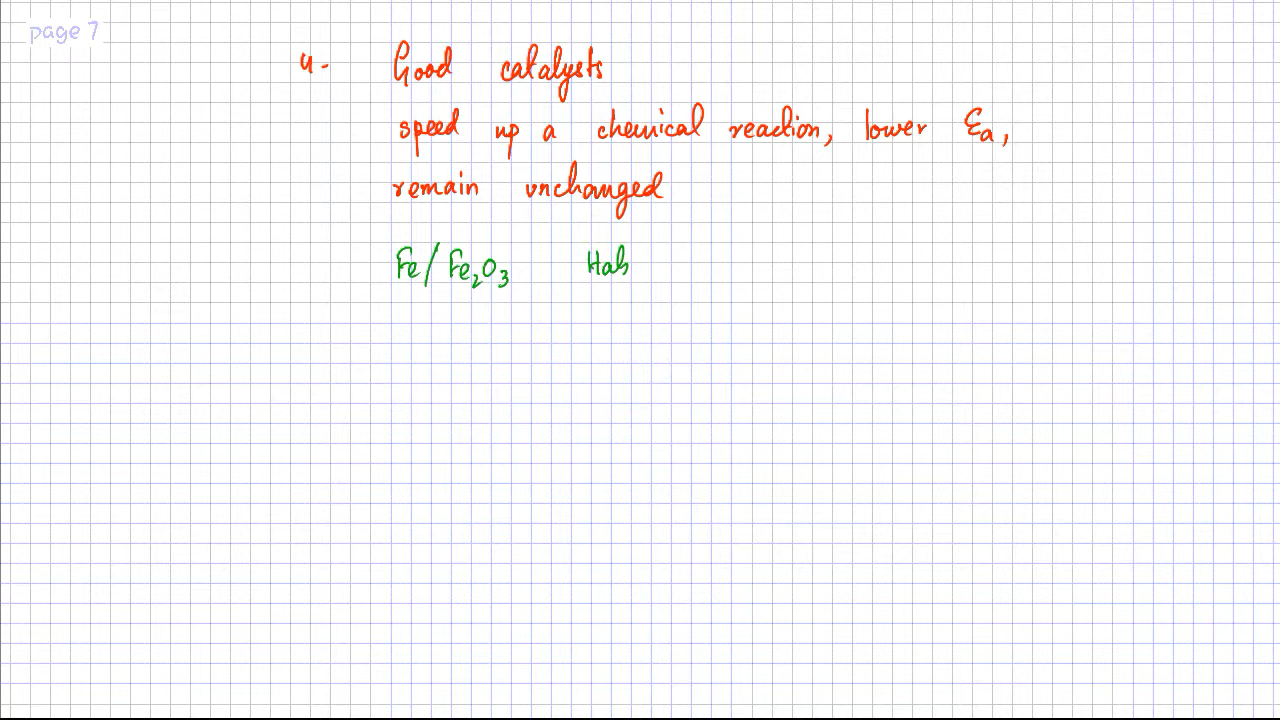 page 7
4. Good catalysts
speed up a chemical reaction, lower Ea,
remain unchanged
Fe/Fe₂O₃ Hab